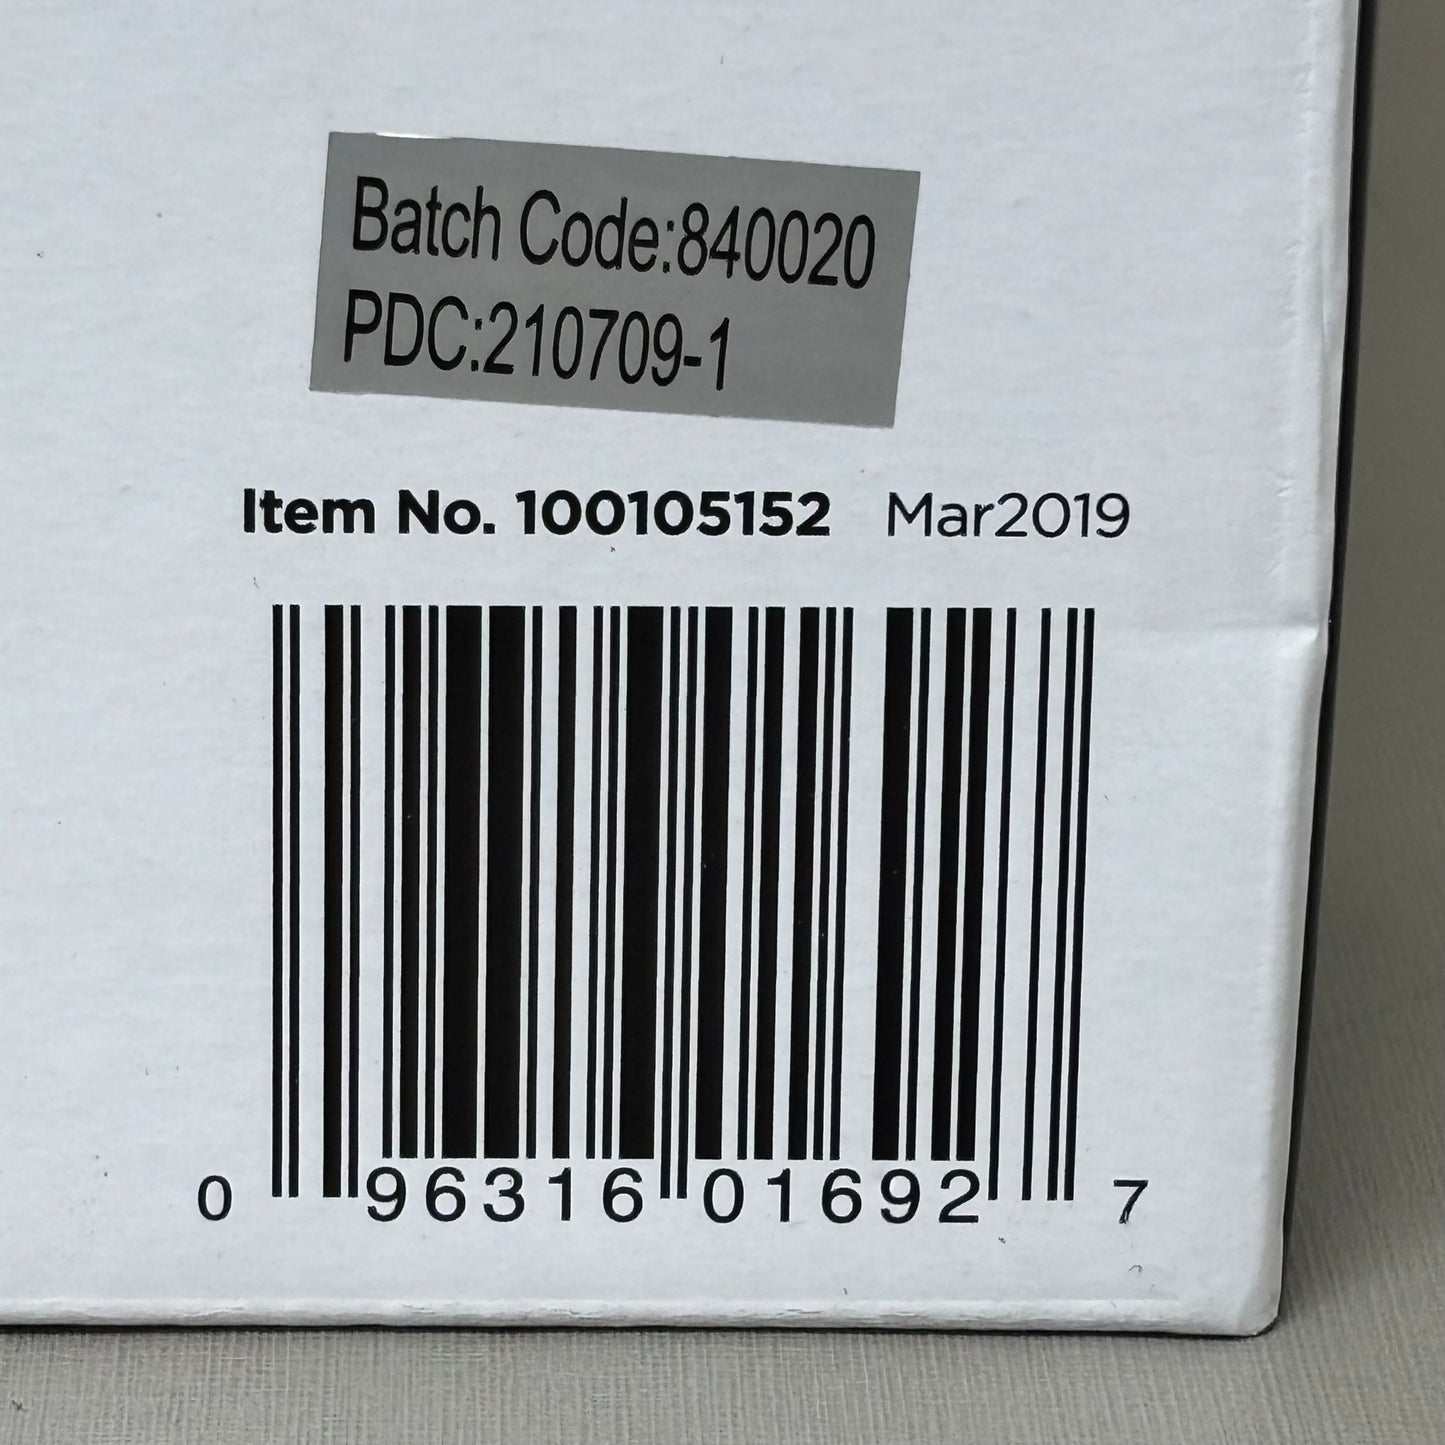 Batch Code:840020
PDC:210709-1
Item No. 100105152 Mar2019
0 96316 01692 7